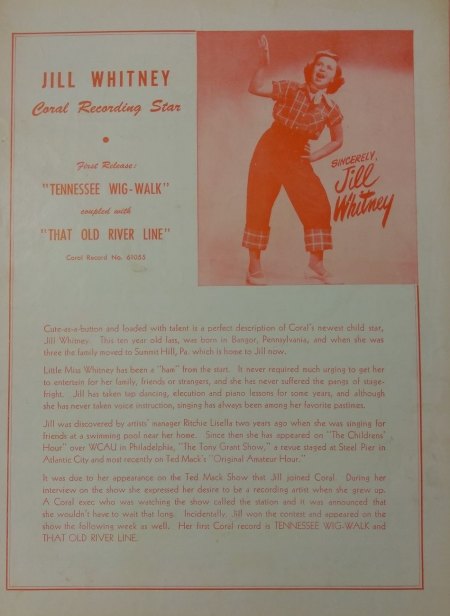 JILL WHITNEY
Coral Recording Star
First Release:
"TENNESSEE WIG-WALK"
coupled with
"THAT OLD RIVER LINE"
Coral Record No. 61055
SINCERELY,
Jill
Whitney
Cute-as-a-button and loaded with talent is a perfect description of Coral's newest child star,
Jill Whitney. This ten year old lass, was born in Bangor, Pennsylvania, and when she was
three the family moved to Summit Hill, Pa. which is home to Jill now.
Little Miss Whitney has been a "ham" from the start. It never required much urging to get her
to entertain for her family, friends or strangers, and she has never suffered the pangs of stage-
fright. Jill has taken tap dancing, elecution and piano lessons for some years, and although
she has never taken voice instruction, singing has always been among her favorite pastimes.
Jill was discovered by artists' manager Ritchie Lisella two years ago when she was singing for
friends at a swimming pool near her home. Since then she has appeared on "The Childrens'
Hour" over WCAU in Philadelphia, "The Tony Grant Show," a revue staged at Steel Pier in
Atlantic City and most recently on Ted Mack's "Original Amateur Hour."
It was due to her appearance on the Ted Mack Show that Jill joined Coral. During her
interview on the show she expressed her desire to be a recording artist when she grew up.
A Coral exec who was watching the show called the station and it was announced that
she wouldn't have to wait that long. Incidentally, Jill won the contest and appeared on the
show the following week as well. Her first Coral record is TENNESSEE WIG-WALK and
THAT OLD RIVER LINE.